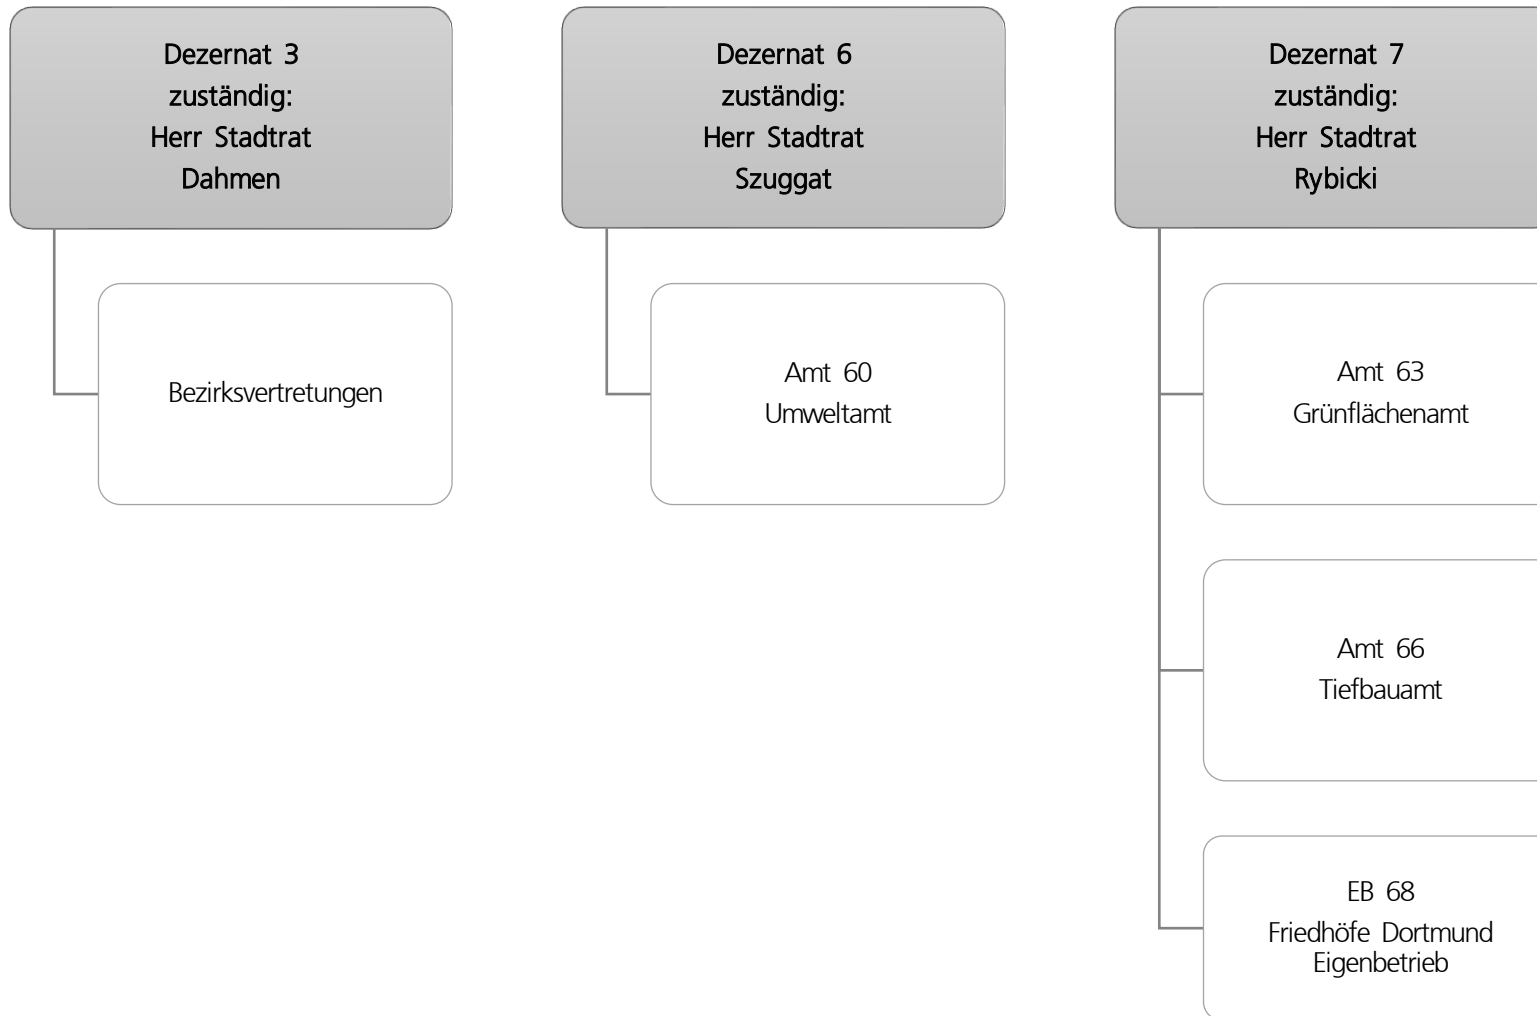 Dezernat 3
zuständig:
Herr Stadtrat
Dahmen
Bezirksvertretungen
Dezernat 6
zuständig:
Herr Stadtrat
Szuggat
Amt 60
Umweltamt
Dezernat 7
zuständig:
Herr Stadtrat
Rybicki
Amt 63
Grünflächenamt
Amt 66
Tiefbauamt
EB 68
Friedhöfe Dortmund
Eigenbetrieb